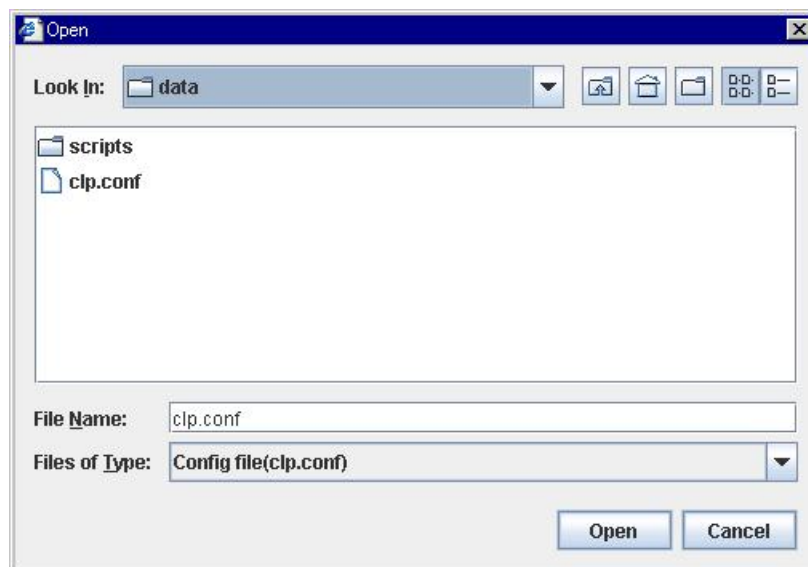 Open
Look In: data
scripts
clp.conf
File Name: clp.conf
Files of Type: Config file(clp.conf)
Open Cancel